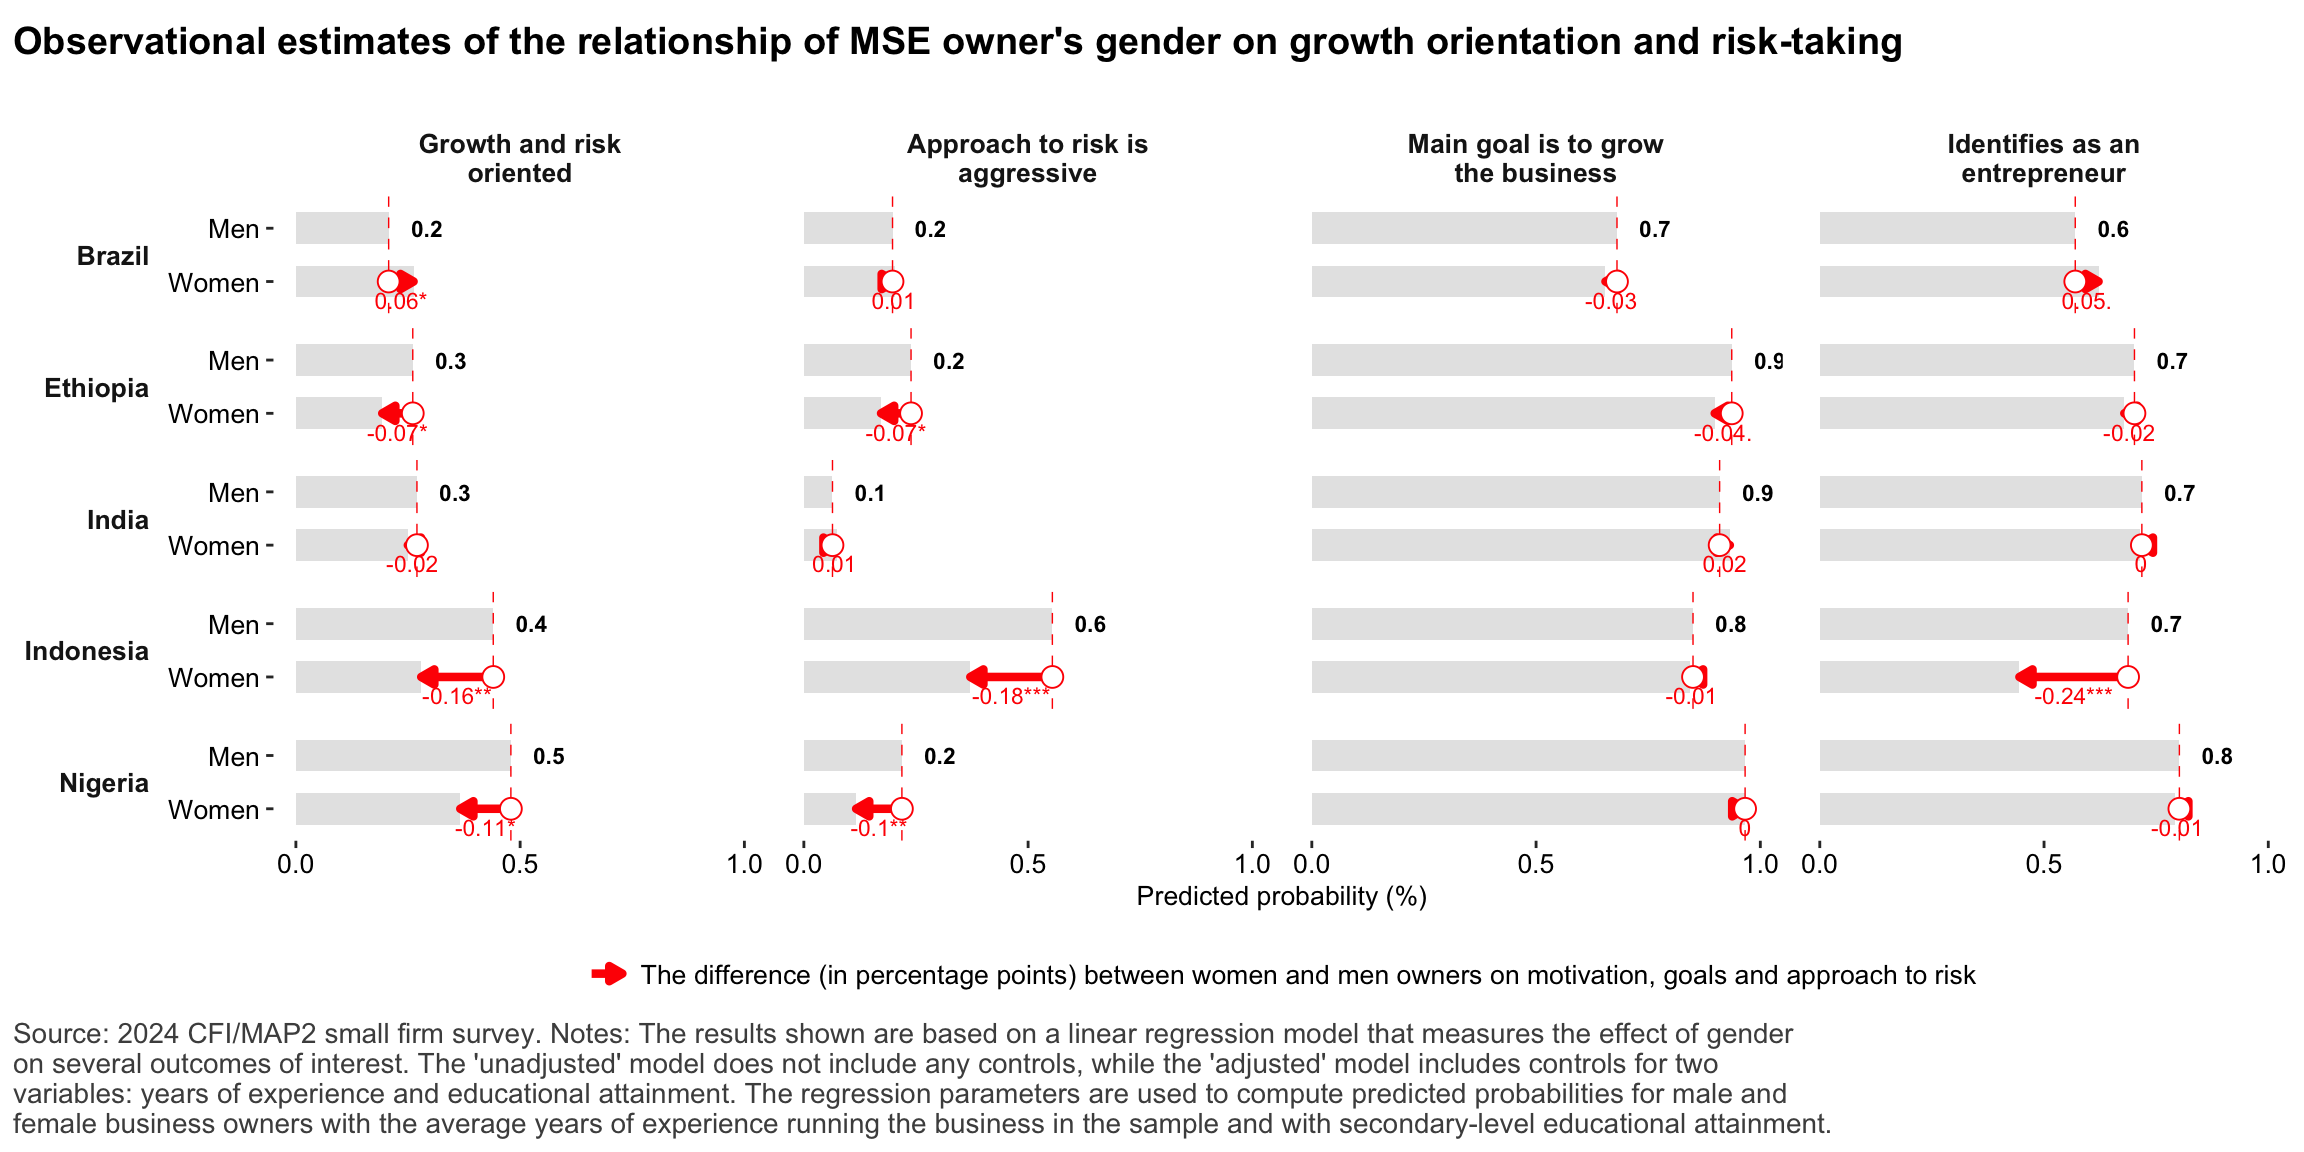 Observational estimates of the relationship of MSE owner's gender on growth orientation and risk-taking
Growth and risk
oriented
Approach to risk is
aggressive
Main goal is to grow
the business
Identifies as an
entrepreneur
Brazil
Men
0.2
0.2
0.7
0.6
Women
0.06*
0.01
-0.03
0.05.
Ethiopia
Men
0.3
0.2
0.9
0.7
Women
-0.07*
-0.07*
-0.04.
-0.02
India
Men
0.3
0.1
0.9
0.7
Women
-0.02
0.01
0.02
0
Indonesia
Men
0.4
0.6
0.8
0.7
Women
-0.16**
-0.18***
-0.01
-0.24***
Nigeria
Men
0.5
0.2
0.8
Women
-0.11*
-0.1**
0
-0.01
0.0 0.5 1.0
0.0 0.5 1.0
0.0 0.5 1.0
0.0 0.5 1.0
Predicted probability (%)
The difference (in percentage points) between women and men owners on motivation, goals and approach to risk
Source: 2024 CFI/MAP2 small firm survey. Notes: The results shown are based on a linear regression model that measures the effect of gender
on several outcomes of interest. The 'unadjusted' model does not include any controls, while the 'adjusted' model includes controls for two
variables: years of experience and educational attainment. The regression parameters are used to compute predicted probabilities for male and
female business owners with the average years of experience running the business in the sample and with secondary-level educational attainment.